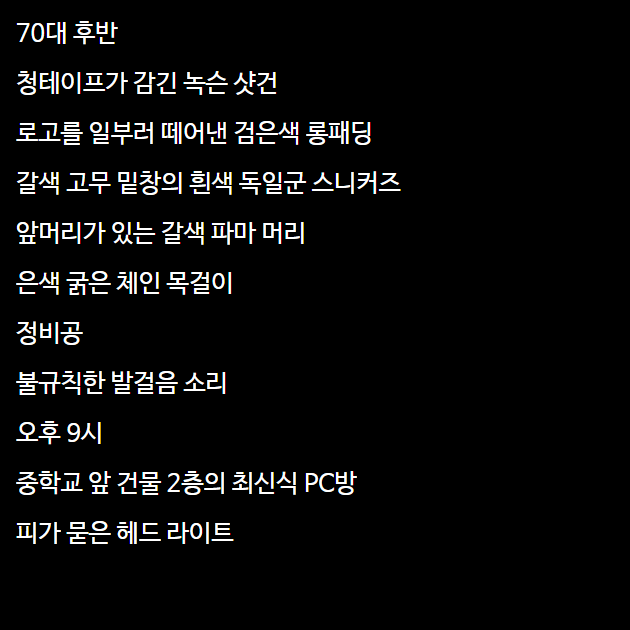 70대 후반
청테이프가 감긴 녹슨 샷건
로고를 일부러 떼어낸 검은색 롱패딩
갈색 고무 밑창의 흰색 독일군 스니커즈
앞머리가 있는 갈색 파마 머리
은색 굵은 체인 목걸이
정비공
불규칙한 발걸음 소리
오후 9시
중학교 앞 건물 2층의 최신식 PC방
피가 묻은 헤드 라이트